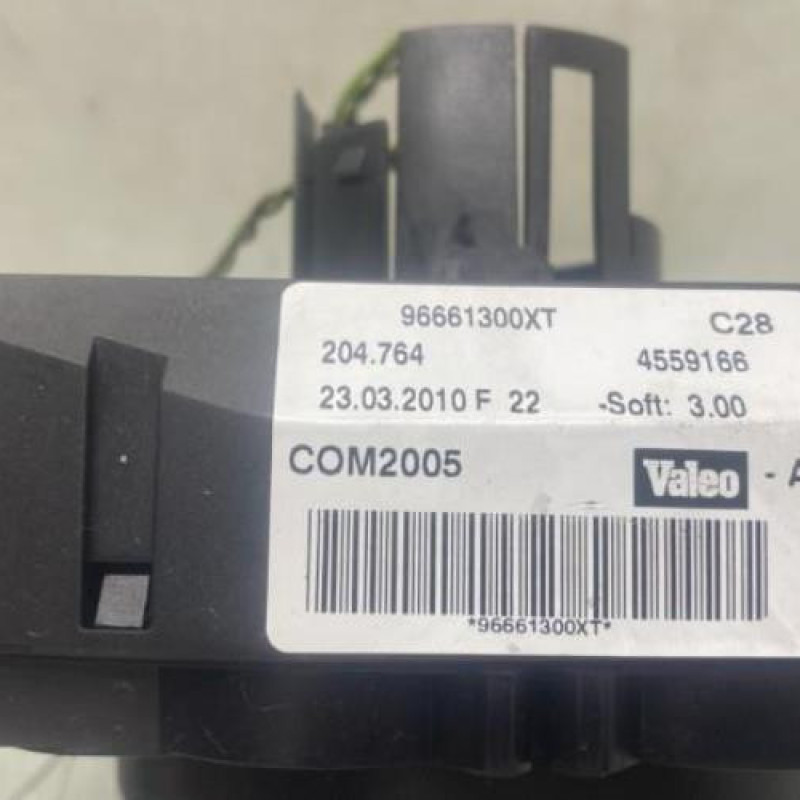 96661300XT C28
204.764 4559166
23.03.2010 F 22 -Soft: 3.00
COM2005 Valeo - A
*96661300XT*